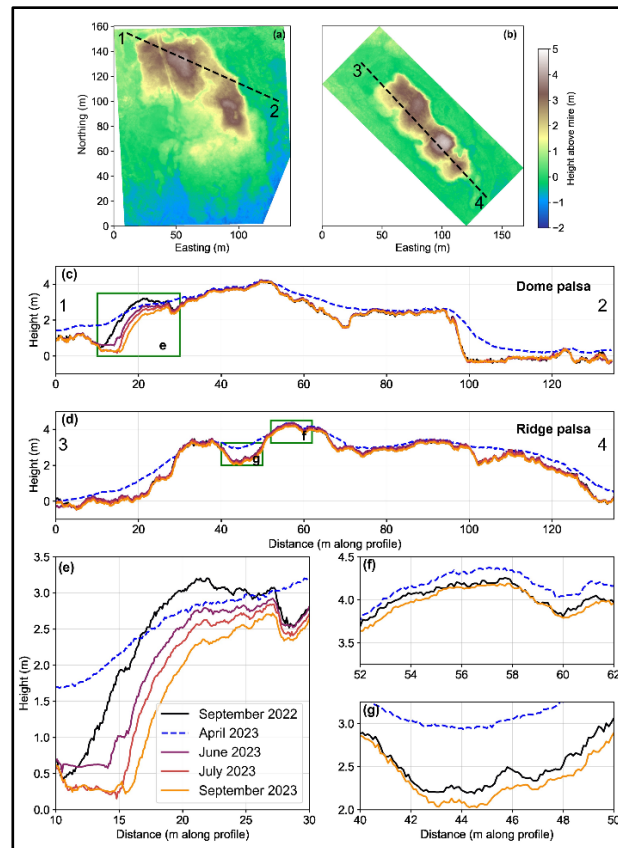 160
140
120
100
80
60
40
20
0
Northing (m)
1
2
(a)
0 50 100
Easting (m)
(b)
3
4
0 50 100 150
Easting (m)
5
4
3
2
1
0
−1
−2
Height above mire (m)
(c)
1
Dome palsa
2
e
4
2
0
Height (m)
0 20 40 60 80 100 120
(d)
3
Ridge palsa
4
f
g
4
2
0
Height (m)
0 20 40 60 80 100 120
Distance (m along profile)
(e)
3.5
3.0
2.5
2.0
1.5
1.0
0.5
0.0
Height (m)
September 2022
April 2023
June 2023
July 2023
September 2023
10 15 20 25 30
Distance (m along profile)
(f)
4.5
4.0
3.5
52 54 56 58 60 62
(g)
3.0
2.5
2.0
40 42 44 46 48 50
Distance (m along profile)